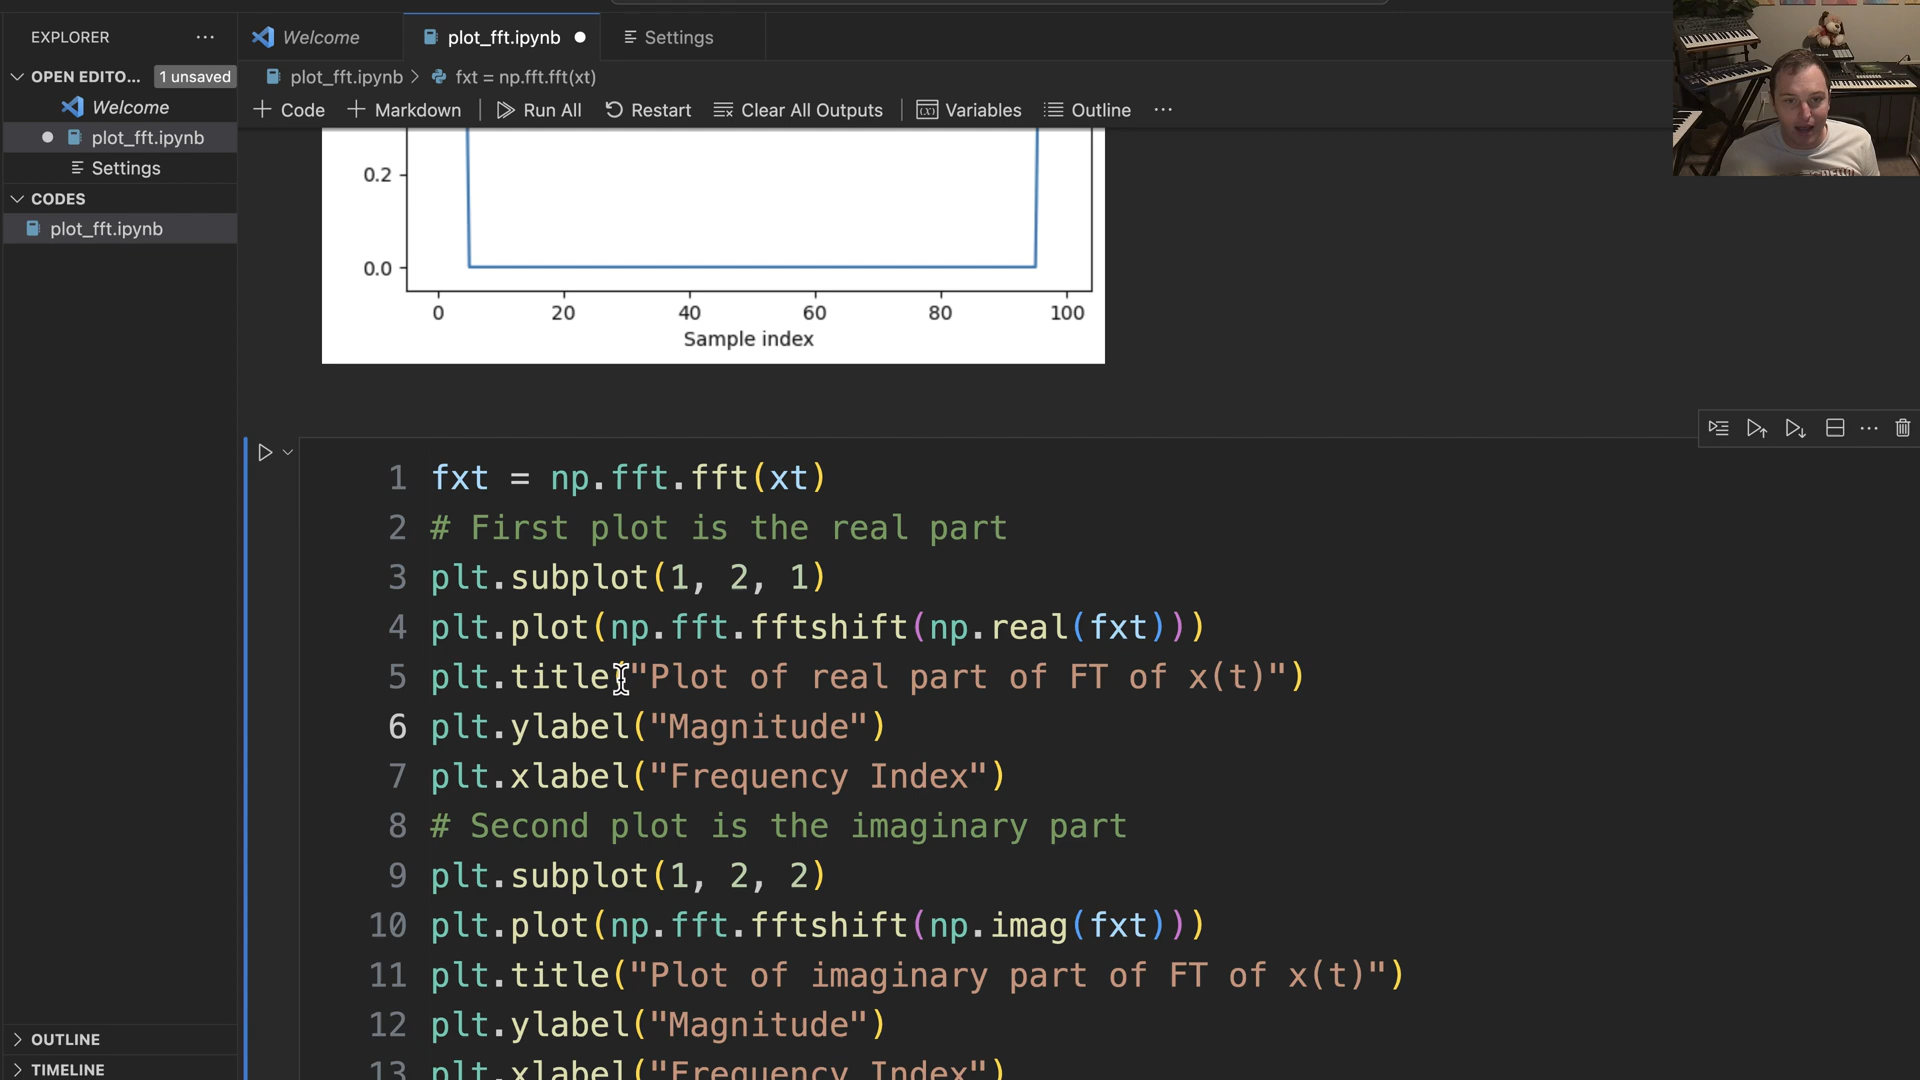 EXPLORER
Welcome
plot_fft.ipynb
Settings
OPEN EDITO...
1 unsaved
Welcome
plot_fft.ipynb
Settings
CODES
plot_fft.ipynb
OUTLINE
TIMELINE
plot_fft.ipynb > fxt = np.fft.fft(xt)
+ Code + Markdown Run All Restart Clear All Outputs Variables Outline ...
0.2
0.0
0 20 40 60 80 100
Sample index
1 fxt = np.fft.fft(xt)
2 # First plot is the real part
3 plt.subplot(1, 2, 1)
4 plt.plot(np.fft.fftshift(np.real(fxt)))
5 plt.title("Plot of real part of FT of x(t)")
6 plt.ylabel("Magnitude")
7 plt.xlabel("Frequency Index")
8 # Second plot is the imaginary part
9 plt.subplot(1, 2, 2)
10 plt.plot(np.fft.fftshift(np.imag(fxt)))
11 plt.title("Plot of imaginary part of FT of x(t)")
12 plt.ylabel("Magnitude")
13 plt.xlabel("Frequency Index")